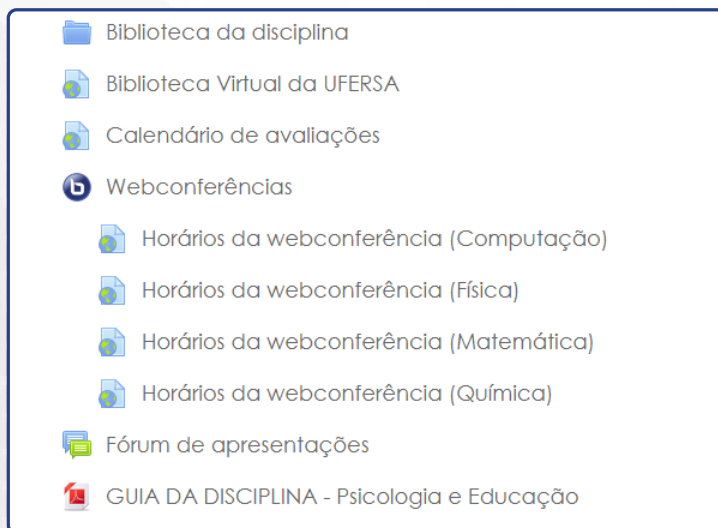 Biblioteca da disciplina
Biblioteca Virtual da UFERSA
Calendário de avaliações
Webconferências
Horários da webconferência (Computação)
Horários da webconferência (Física)
Horários da webconferência (Matemática)
Horários da webconferência (Química)
Fórum de apresentações
GUIA DA DISCIPLINA - Psicologia e Educação